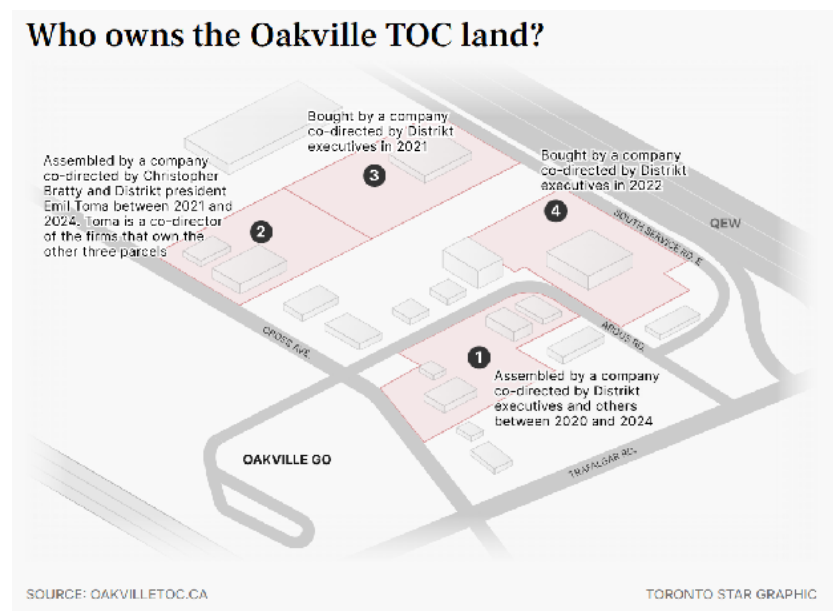 Who owns the Oakville TOC land?
Bought by a company
co-directed by Distrikt
executives in 2021
3
Assembled by a company
co-directed by Christopher
Bratty and Distrikt president
Emil Toma between 2021 and
2024. Toma is a co-director
of the firms that own the
other three parcels
2
Bought by a company
co-directed by Distrikt
executives in 2022
4
SOUTH SERVICE RD. E
QEW
CROSS AVE.
ARGUS RD.
1
Assembled by a company
co-directed by Distrikt
executives and others
between 2020 and 2024
OAKVILLE GO
TRAFALGAR RD.
SOURCE: OAKVILLETOC.CA
TORONTO STAR GRAPHIC